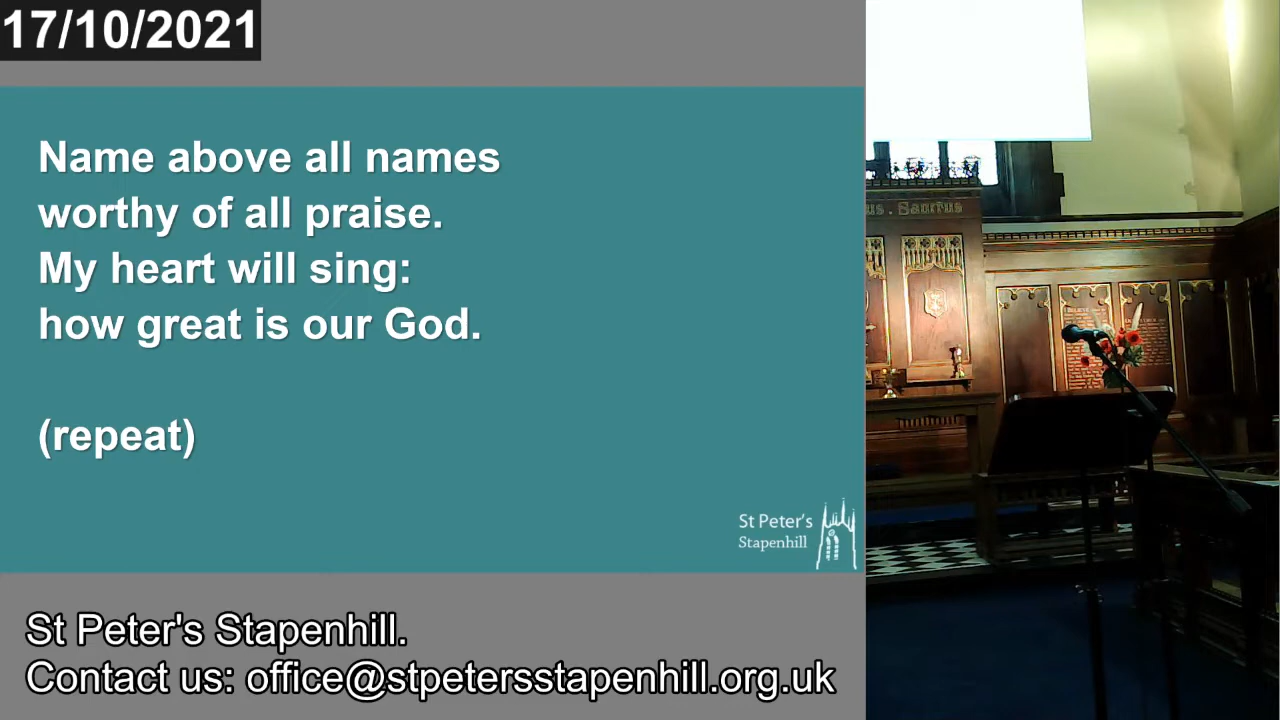 17/10/2021
Name above all names
worthy of all praise.
My heart will sing:
how great is our God.
(repeat)
St Peter's
Stapenhill
St Peter's Stapenhill.
Contact us: office@stpetersstapenhill.org.uk
Sanctus